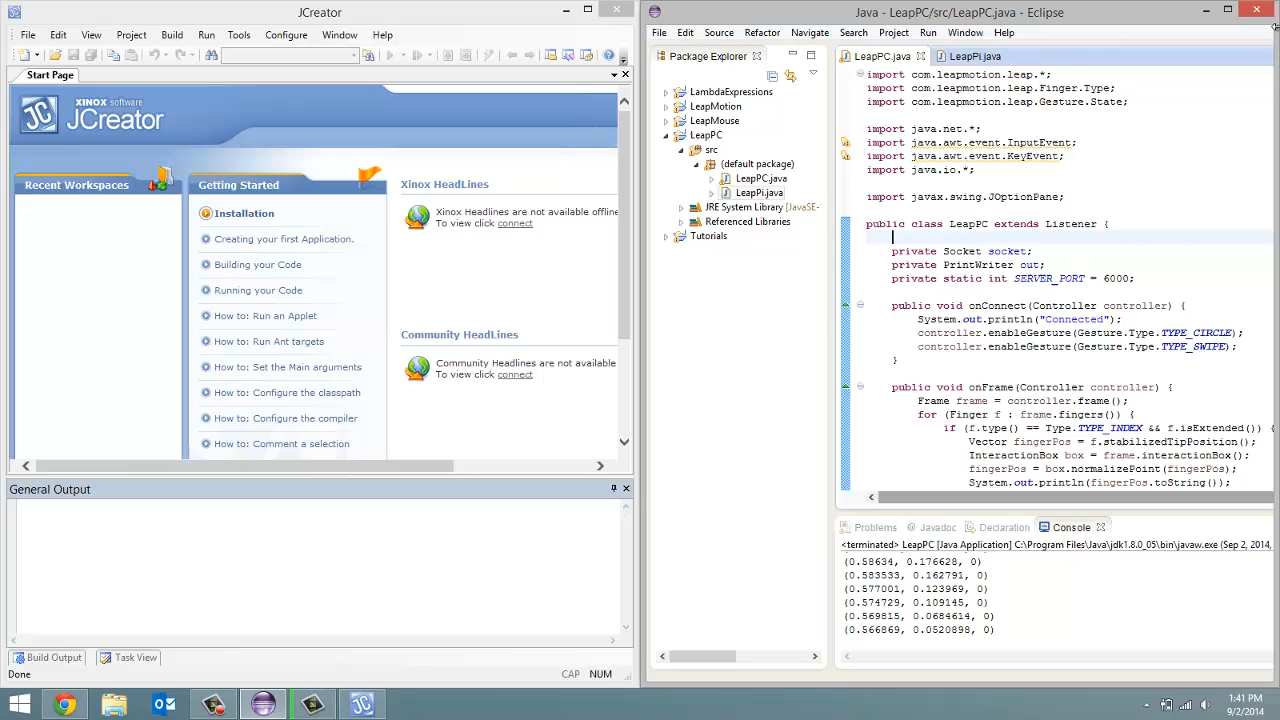 JCreator
File Edit View Project Build Run Tools Configure Window Help
Start Page
XINOX SOFTWARE
JCreator
Recent Workspaces
Getting Started
Installation
Creating your first Application.
Building your Code
Running your Code
How to: Run an Applet
How to: Run Ant targets
How to: Set the Main arguments
How to: Configure the classpath
How to: Configure the compiler
How to: Comment a selection
Xinox HeadLines
Xinox Headlines are not available offline
To view click connect
Community HeadLines
Community Headlines are not available
To view click connect
General Output
Build Output Task View
Done CAP NUM
Java - LeapPC/src/LeapPC.java - Eclipse
File Edit Source Refactor Navigate Search Project Run Window Help
Package Explorer
LambdaExpressions
LeapMotion
LeapMouse
LeapPC
src
(default package)
LeapPC.java
LeapPi.java
JRE System Library [JavaSE-
Referenced Libraries
Tutorials
LeapPC.java LeapPi.java
import com.leapmotion.leap.*;
import com.leapmotion.leap.Finger.Type;
import com.leapmotion.leap.Gesture.State;
import java.net.*;
import java.awt.event.InputEvent;
import java.awt.event.KeyEvent;
import java.io.*;
import javax.swing.JOptionPane;
public class LeapPC extends Listener {
private Socket socket;
private PrintWriter out;
private static int SERVER_PORT = 6000;
public void onConnect(Controller controller) {
System.out.println("Connected");
controller.enableGesture(Gesture.Type.TYPE_CIRCLE);
controller.enableGesture(Gesture.Type.TYPE_SWIPE);
}
public void onFrame(Controller controller) {
Frame frame = controller.frame();
for (Finger f : frame.fingers()) {
if (f.type() == Type.TYPE_INDEX && f.isExtended()) {
Vector fingerPos = f.stabilizedTipPosition();
InteractionBox box = frame.interactionBox();
fingerPos = box.normalizePoint(fingerPos);
System.out.println(fingerPos.toString());
Problems @ Javadoc Declaration Console
<terminated> LeapPC [Java Application] C:\Program Files\Java\jdk1.8.0_05\bin\javaw.exe (Sep 2, 2014,
(0.58634, 0.176628, 0)
(0.583533, 0.162791, 0)
(0.577001, 0.123969, 0)
(0.574729, 0.109145, 0)
(0.569815, 0.0684614, 0)
(0.566869, 0.0520898, 0)
1:41 PM
9/2/2014